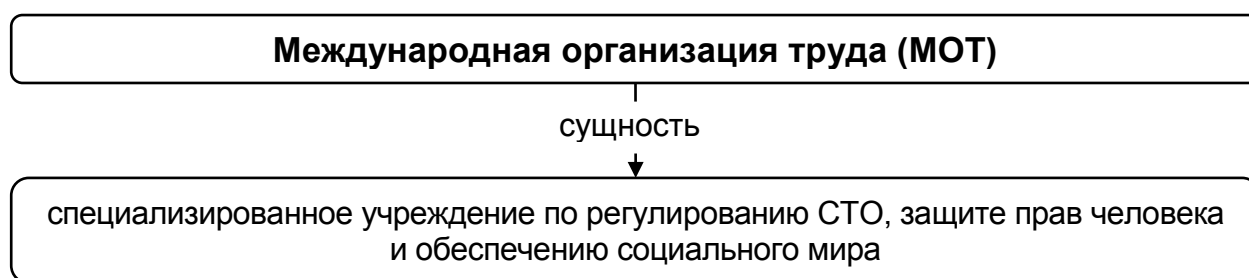 Международная организация труда (МОТ)
сущность
специализированное учреждение по регулированию СТО, защите прав человека
и обеспечению социального мира